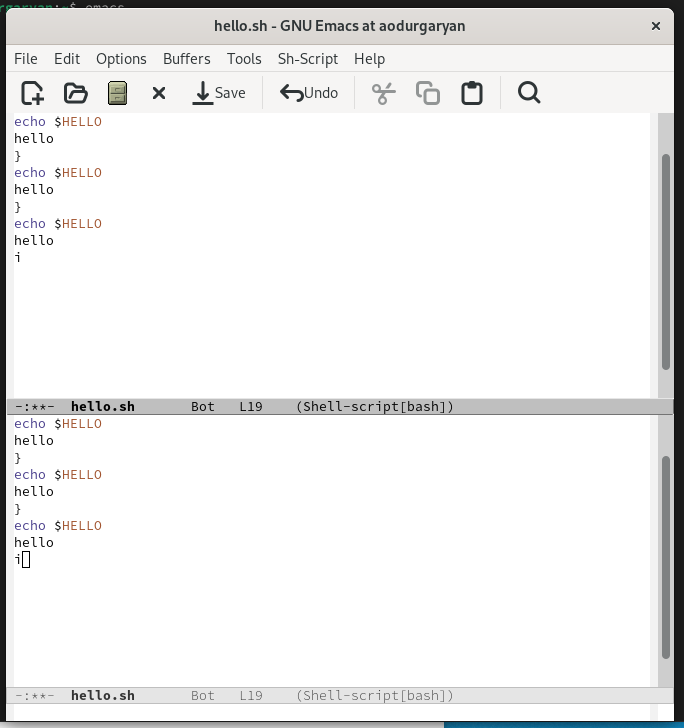 hello.sh - GNU Emacs at aodurgaryan
File Edit Options Buffers Tools Sh-Script Help
Save Undo
echo $HELLO
hello
}
echo $HELLO
hello
}
echo $HELLO
hello
i
-:**- hello.sh Bot L19 (Shell-script[bash])
echo $HELLO
hello
}
echo $HELLO
hello
}
echo $HELLO
hello
i
-:**- hello.sh Bot L19 (Shell-script[bash])